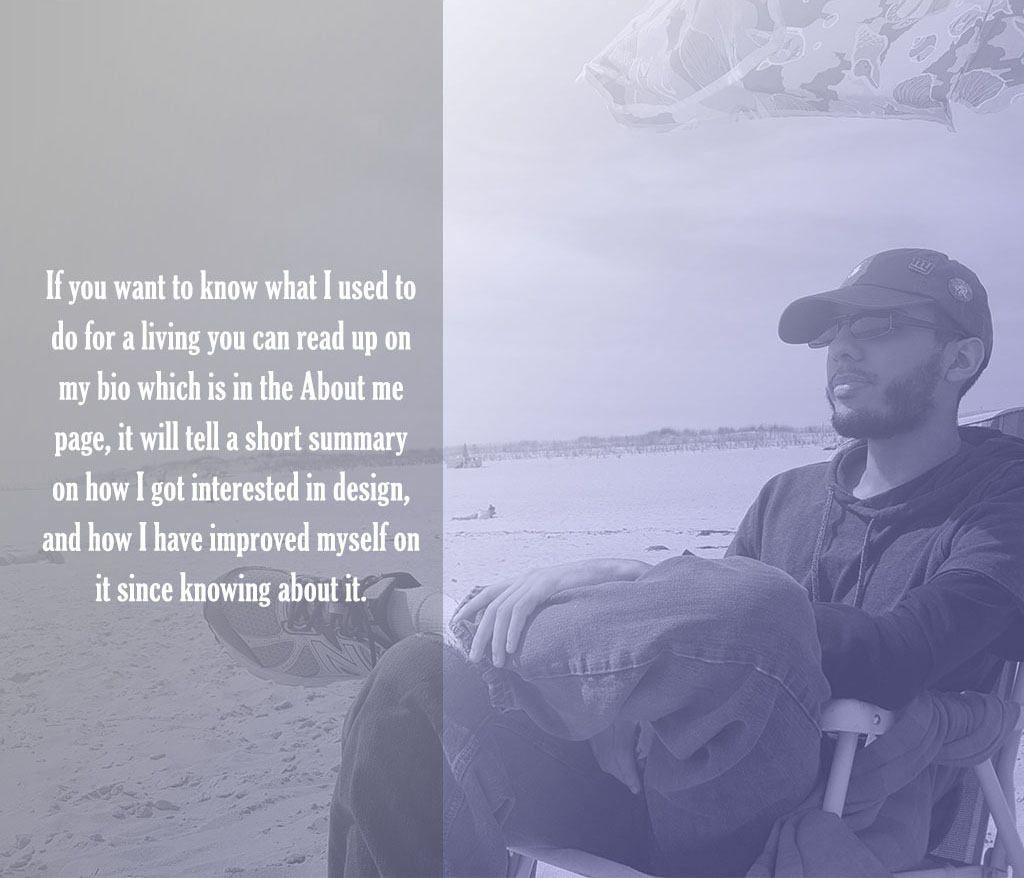 If you want to know what I used to
do for a living you can read up on
my bio which is in the About me
page, it will tell a short summary
on how I got interested in design,
and how I have improved myself on
it since knowing about it.